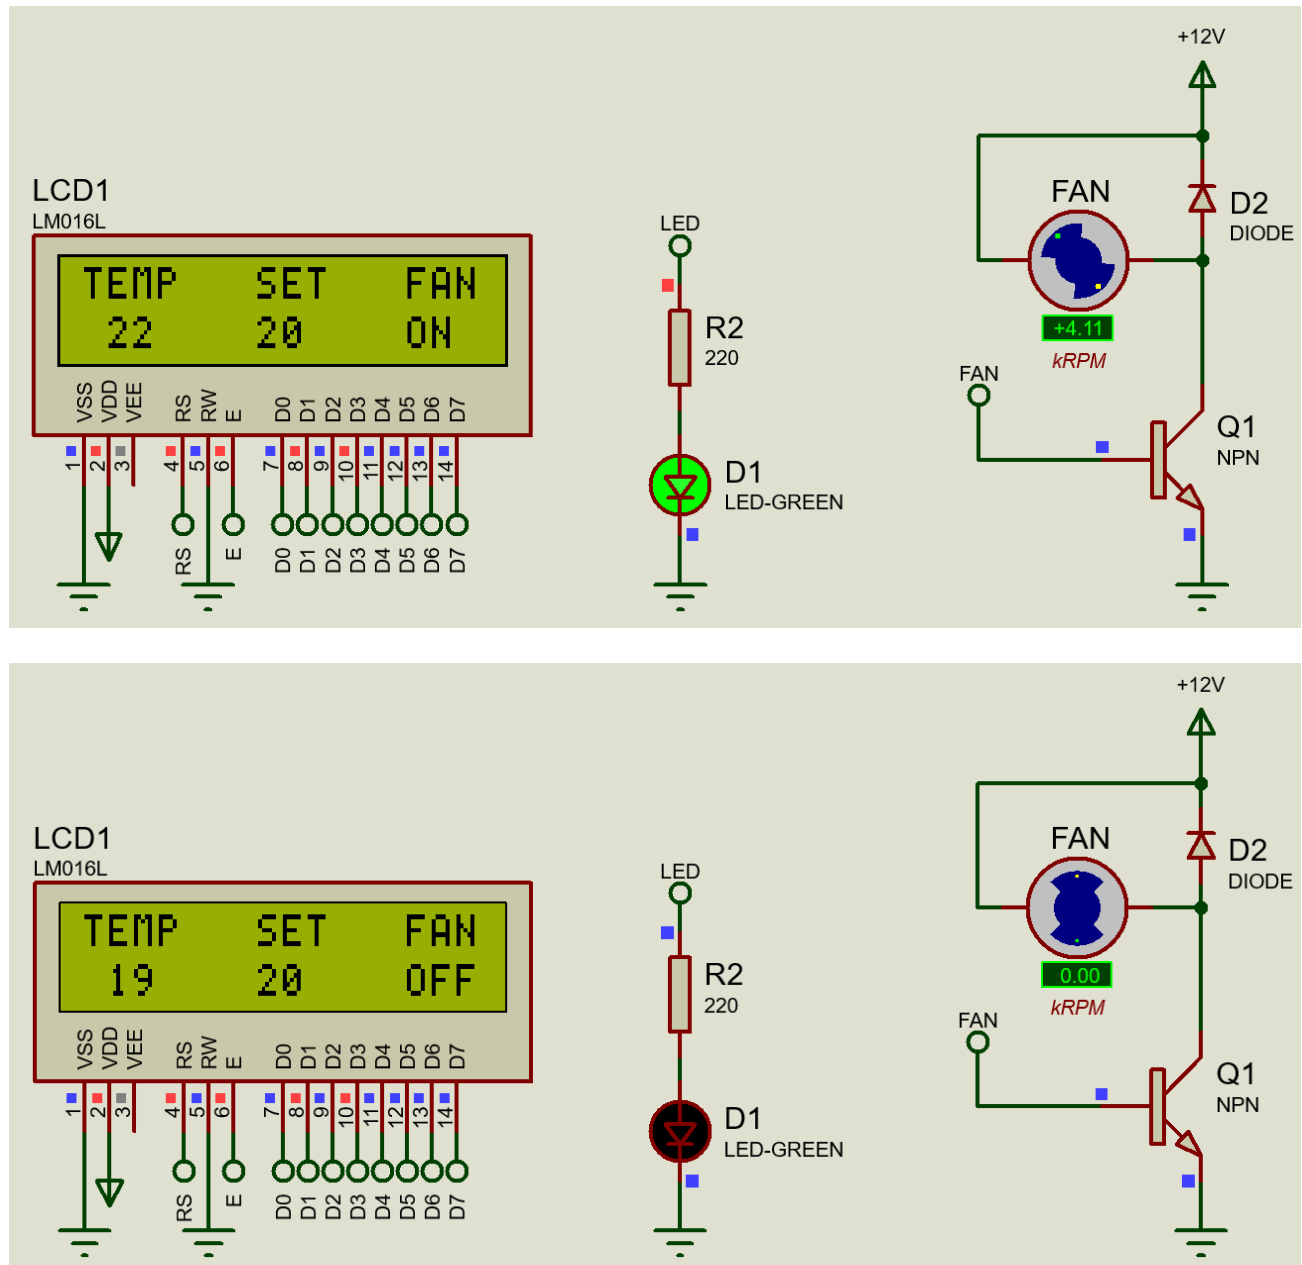 +12V
LCD1
LM016L
TEMP SET FAN
22 20 ON
VSS VDD VEE RS RW E D0 D1 D2 D3 D4 D5 D6 D7
1 2 3 4 5 6 7 8 9 10 11 12 13 14
RS E D0 D1 D2 D3 D4 D5 D6 D7
LED
R2
220
D1
LED-GREEN
FAN
+4.11
kRPM
D2
DIODE
FAN
Q1
NPN
+12V
LCD1
LM016L
TEMP SET FAN
19 20 OFF
VSS VDD VEE RS RW E D0 D1 D2 D3 D4 D5 D6 D7
1 2 3 4 5 6 7 8 9 10 11 12 13 14
RS E D0 D1 D2 D3 D4 D5 D6 D7
LED
R2
220
D1
LED-GREEN
FAN
0.00
kRPM
D2
DIODE
FAN
Q1
NPN